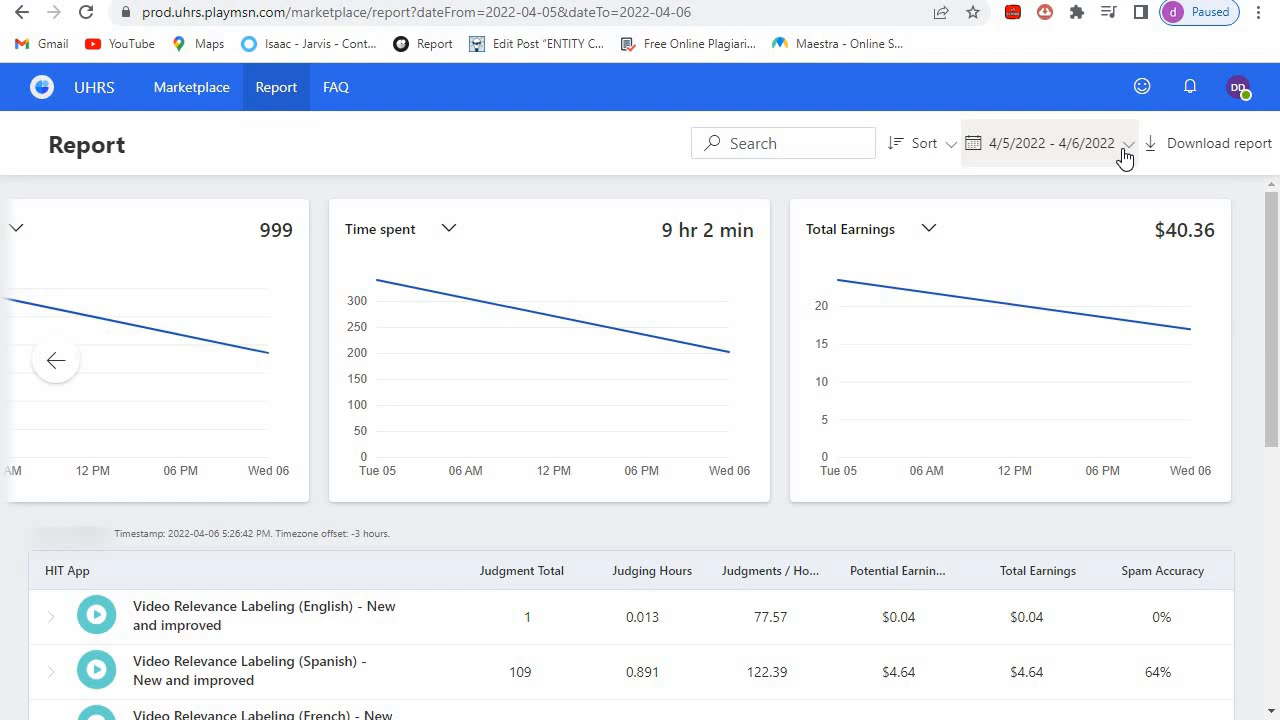 prod.uhrs.playmsn.com/marketplace/report?dateFrom=2022-04-05&dateTo=2022-04-06
d Paused
Gmail YouTube Maps Isaac - Jarvis - Cont... Report Edit Post "ENTITY C... Free Online Plagiari... Maestra - Online S...
UHRS Marketplace Report FAQ DD
Report Search Sort 4/5/2022 - 4/6/2022 Download report
999
Time spent 9 hr 2 min
Total Earnings $40.36
AM 12 PM 06 PM Wed 06
300
250
200
150
100
50
0
Tue 05 06 AM 12 PM 06 PM Wed 06
20
15
10
5
0
Tue 05 06 AM 12 PM 06 PM Wed 06
Timestamp: 2022-04-06 5:26:42 PM. Timezone offset: -3 hours.
HIT App Judgment Total Judging Hours Judgments / Ho... Potential Earnin... Total Earnings Spam Accuracy
Video Relevance Labeling (English) - New
and improved
1 0.013 77.57 $0.04 $0.04 0%
Video Relevance Labeling (Spanish) -
New and improved
109 0.891 122.39 $4.64 $4.64 64%
Video Relevance Labeling (French) - New